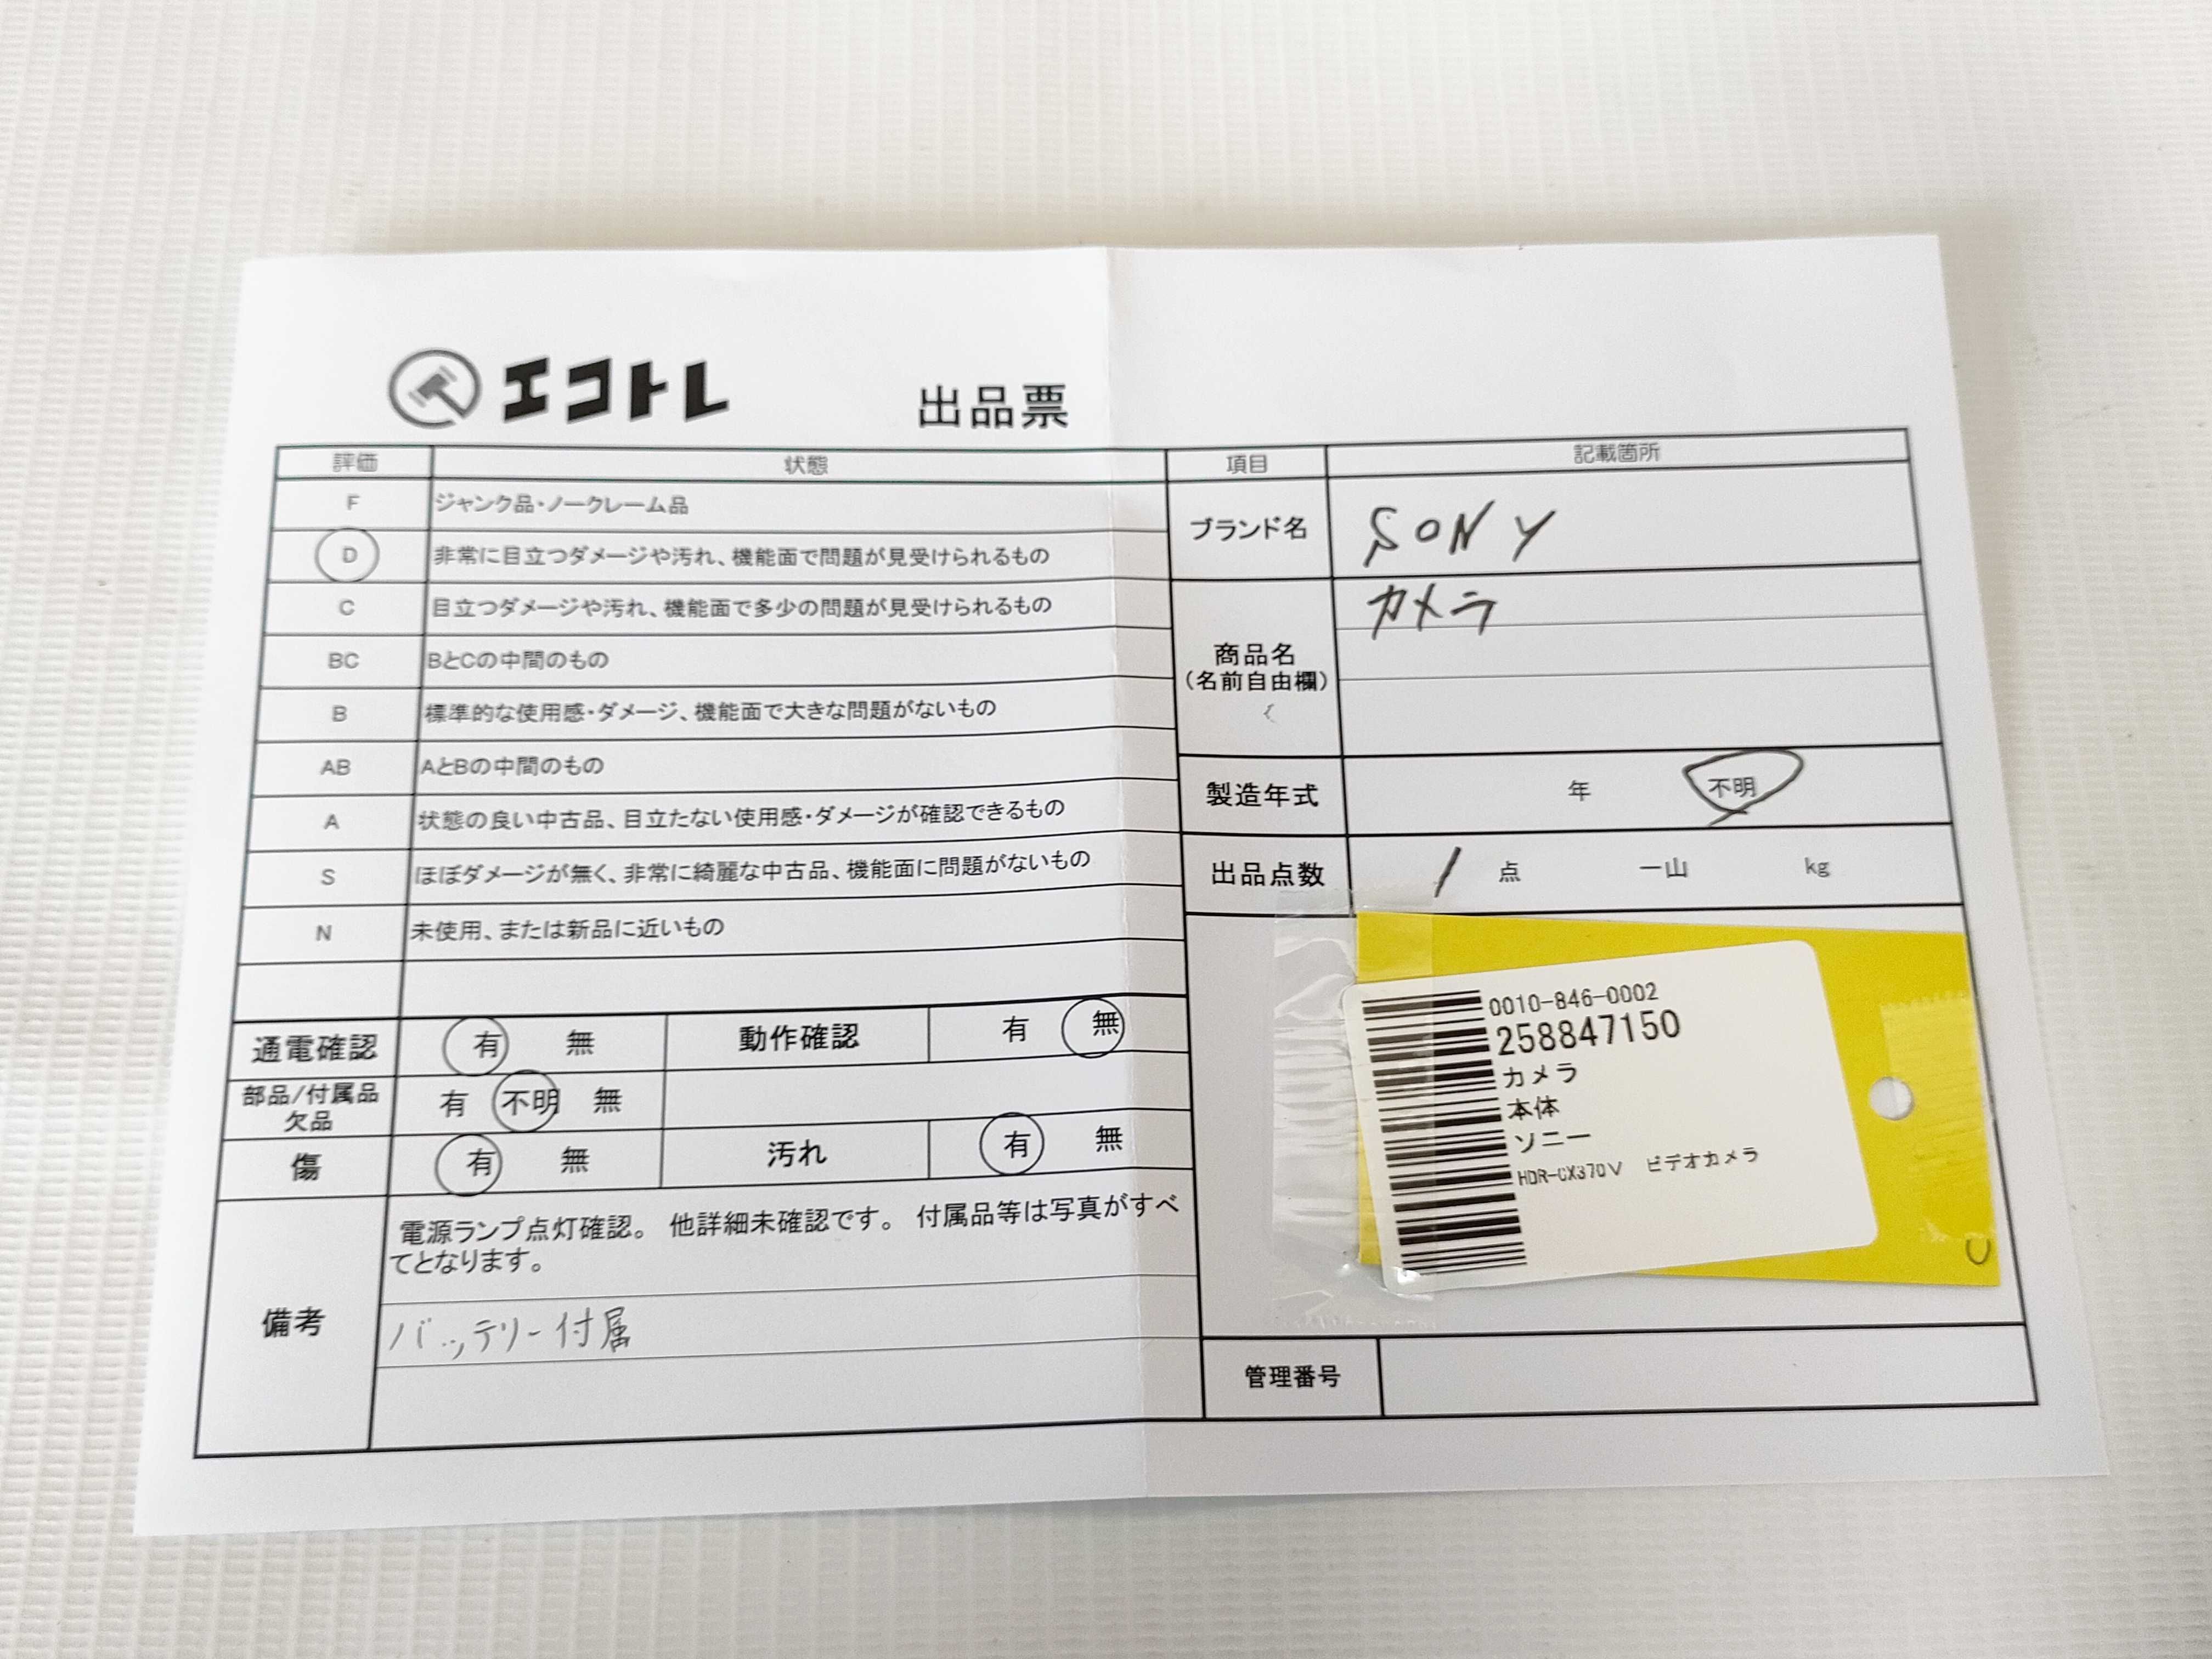 エコトレ 出品票
評価 状態
F ジャンク品・ノークレーム品
D 非常に目立つダメージや汚れ、機能面で問題が見受けられるもの
C 目立つダメージや汚れ、機能面で多少の問題が見受けられるもの
BC BとCの中間のもの
B 標準的な使用感・ダメージ、機能面で大きな問題がないもの
AB AとBの中間のもの
A 状態の良い中古品、目立たない使用感・ダメージが確認できるもの
S ほぼダメージが無く、非常に綺麗な中古品、機能面に問題がないもの
N 未使用、または新品に近いもの
通電確認 有 無 動作確認 有 無
部品/付属品
欠品 有 不明 無
傷 有 無 汚れ 有 無
備考
電源ランプ点灯確認。 他詳細未確認です。 付属品等は写真がすべ
てとなります。
バッテリー付属
項目 記載箇所
ブランド名 SONY
商品名
(名前自由欄)
カメラ
製造年式 年 不明
出品点数 1 点 一山 kg
0010-846-0002
258847150
カメラ
本体
ソニー
HDR-CX370V ビデオカメラ
管理番号